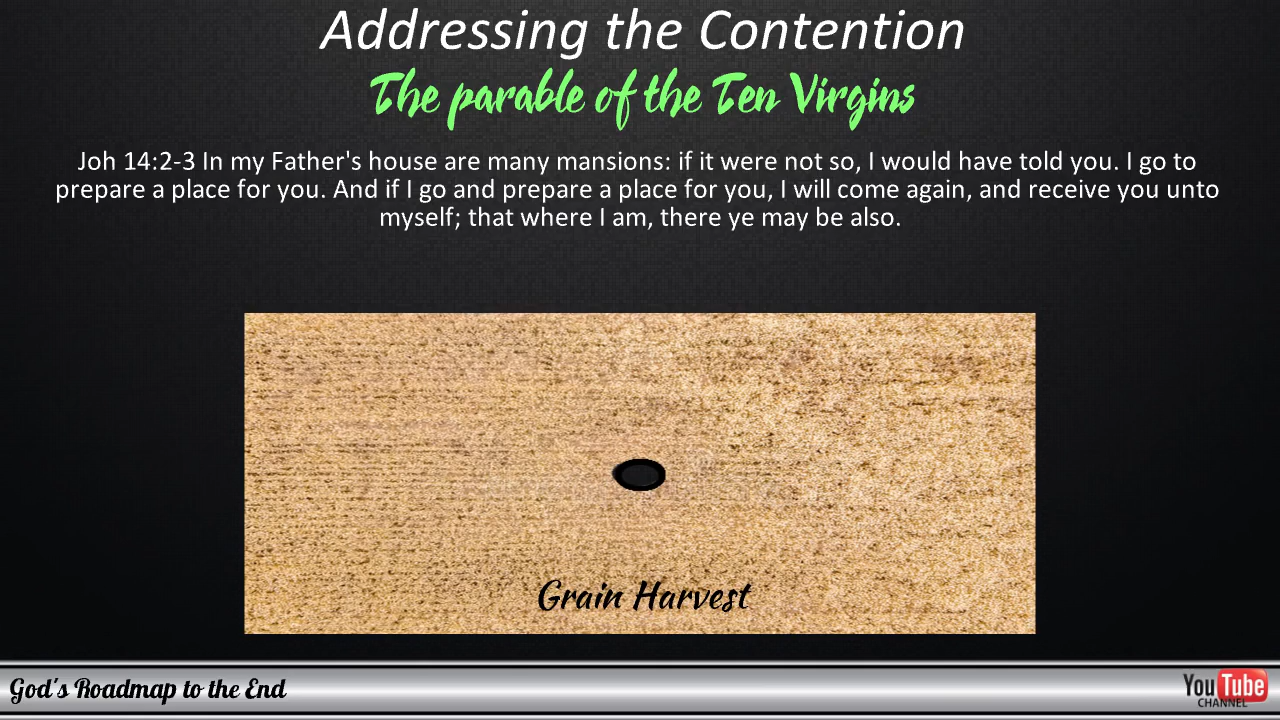 Addressing the Contention
The parable of the Ten Virgins
Joh 14:2-3 In my Father's house are many mansions: if it were not so, I would have told you. I go to
prepare a place for you. And if I go and prepare a place for you, I will come again, and receive you unto
myself; that where I am, there ye may be also.
Grain Harvest
God's Roadmap to the End
YouTube
CHANNEL